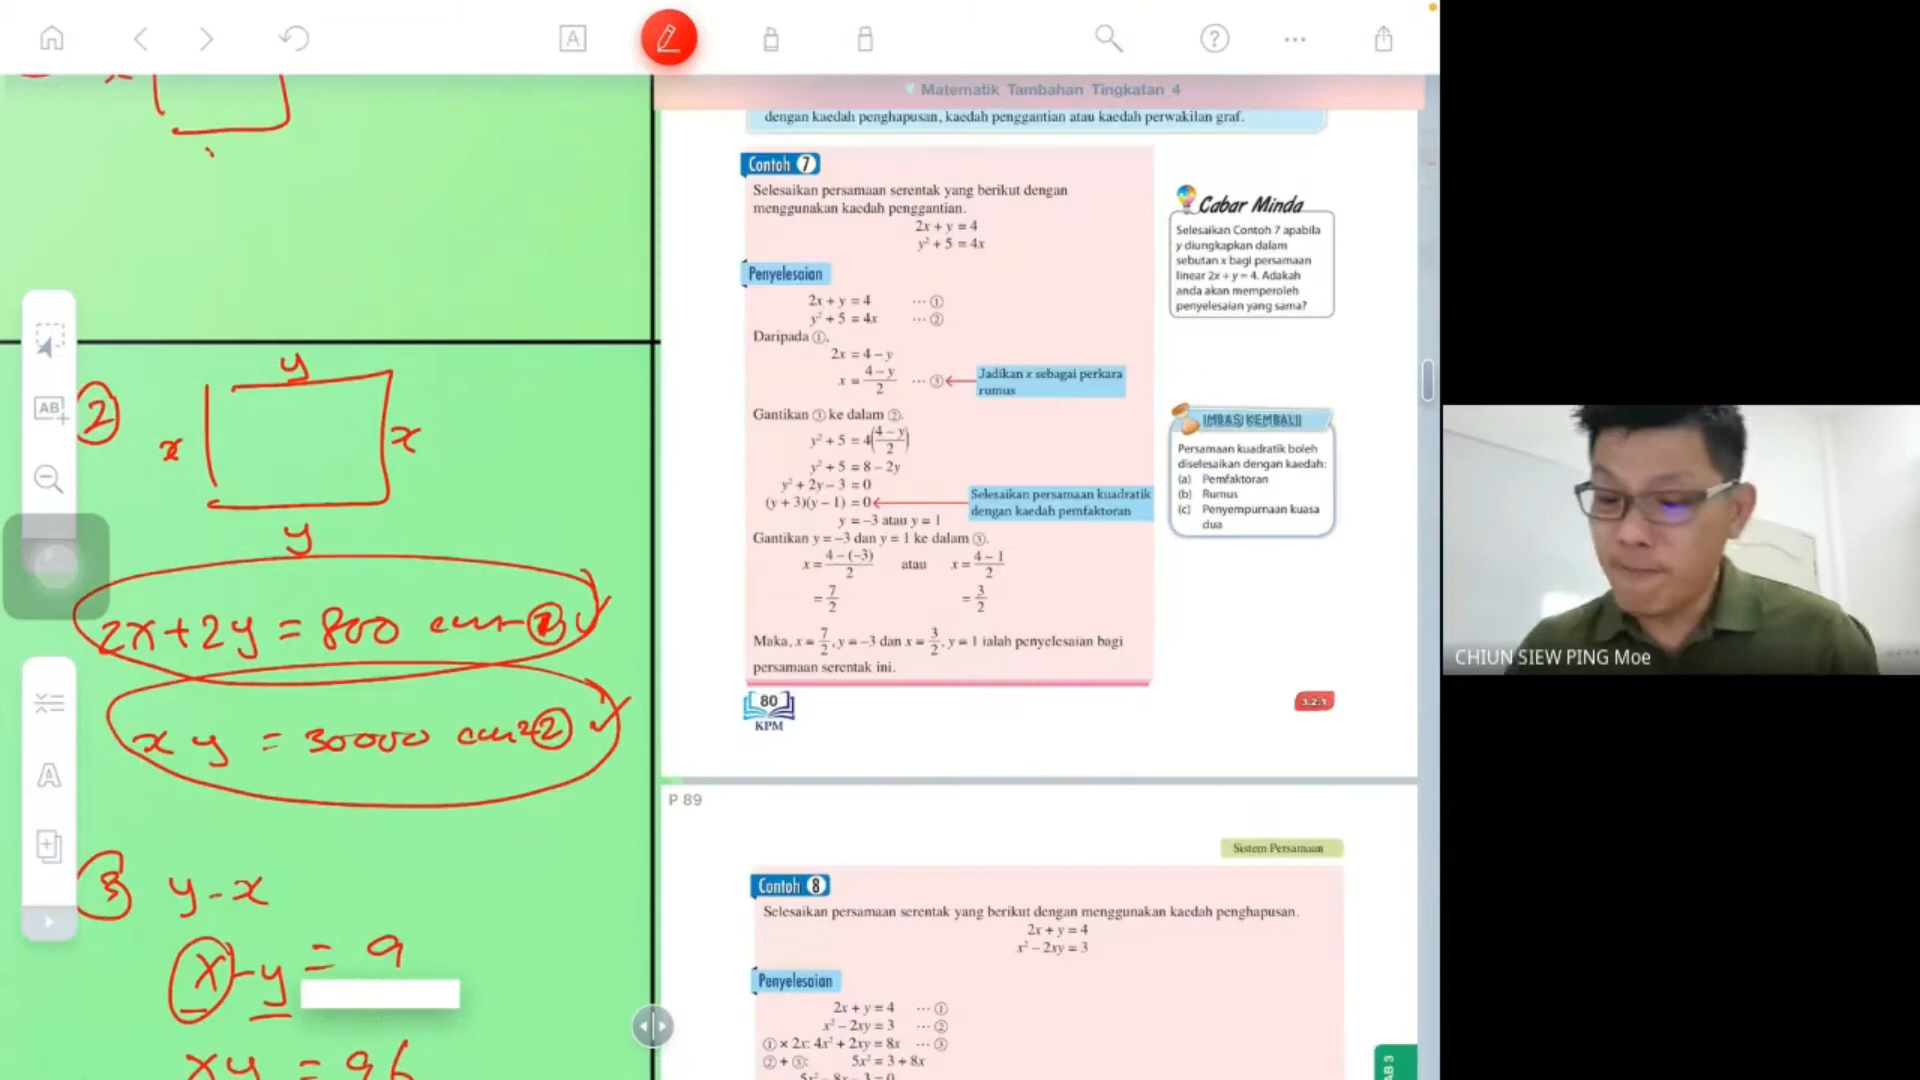 Matematik Tambahan Tingkatan 4
dengan kaedah penghapusan, kaedah penggantian atau kaedah perwakilan graf.
Contoh 7
Selesaikan persamaan serentak yang berikut dengan
menggunakan kaedah penggantian.
2x + y = 4
y² + 5 = 4x
Penyelesaian
2x + y = 4 … ①
y² + 5 = 4x … ②
Daripada ①,
2x = 4 – y
x = (4 – y)/2 … ③
Jadikan x sebagai perkara
rumus
Gantikan ③ ke dalam ②.
y² + 5 = 4((4 – y)/2)
y² + 5 = 8 – 2y
y² + 2y – 3 = 0
(y + 3)(y – 1) = 0
Selesaikan persamaan kuadratik
dengan kaedah pemfaktoran
y = –3 atau y = 1
Gantikan y = –3 dan y = 1 ke dalam ③.
x = (4 – (–3))/2 atau x = (4 – 1)/2
= 7/2 = 3/2
Maka, x = 7/2, y = –3 dan x = 3/2, y = 1 ialah penyelesaian bagi
persamaan serentak ini.
80
KPM
3.2.1
Cabar Minda
Selesaikan Contoh 7 apabila
y diungkapkan dalam
sebutan x bagi persamaan
linear 2x + y = 4. Adakah
anda akan memperoleh
penyelesaian yang sama?
IMBAS KEMBALI
Persamaan kuadratik boleh
diselesaikan dengan kaedah:
(a) Pemfaktoran
(b) Rumus
(c) Penyempurnaan kuasa
dua
P 89
Sistem Persamaan
Contoh 8
Selesaikan persamaan serentak yang berikut dengan menggunakan kaedah penghapusan.
2x + y = 4
x² – 2xy = 3
Penyelesaian
2x + y = 4 … ①
x² – 2xy = 3 … ②
① × 2x: 4x² + 2xy = 8x … ③
② + ③: 5x² = 3 + 8x
5x² – 8x – 3 = 0
AB 3
②
y
x
x
y
2x + 2y = 800 cm
xy = 30000 cm² ②
③ y - x
x - y = 9
xy = 96
A
AB
A
CHIUN SIEW PING Moe